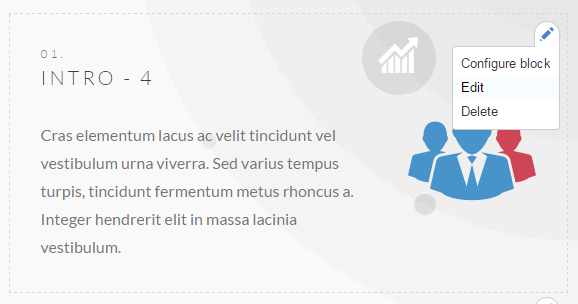 01.
INTRO - 4
Cras elementum lacus ac velit tincidunt vel
vestibulum urna viverra. Sed varius tempus
turpis, tincidunt fermentum metus rhoncus a.
Integer hendrerit elit in massa lacinia
vestibulum.
Configure block
Edit
Delete